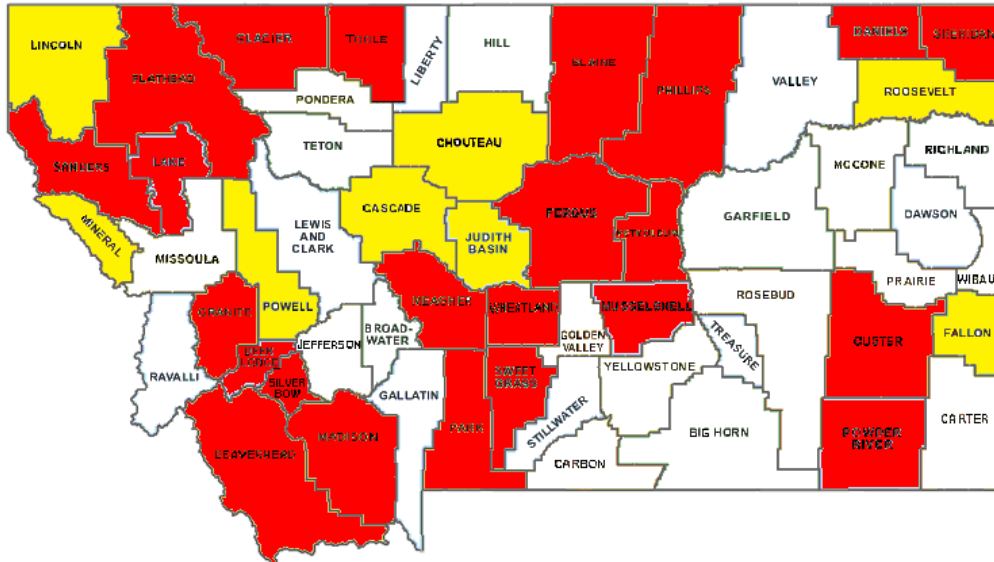 LINCOLN
FLATHEAD
GLACIER
TOOLE
LIBERTY
HILL
BLAINE
PHILLIPS
VALLEY
DANIELS
SHERIDAN
ROOSEVELT
PONDERA
TETON
CHOUTEAU
SANDERS
LAKE
MINERAL
MISSOULA
LEWIS
AND
CLARK
CASCADE
JUDITH
BASIN
FERGUS
PETROLEUM
GARFIELD
MCCONE
RICHLAND
DAWSON
PRAIRIE
WIBAU
POWELL
GRANITE
MEAGHER
WHEATLAND
MUSSELSHELL
ROSEBUD
CUSTER
FALLON
BROAD-
WATER
JEFFERSON
GOLDEN
VALLEY
TREASURE
YELLOWSTONE
DEER
LODGE
SILVER
BOW
RAVALLI
GALLATIN
PARK
SWEET
GRASS
STILLWATER
BIG HORN
CARTER
POWDER
RIVER
CARBON
MADISON
BEAVERHEAD